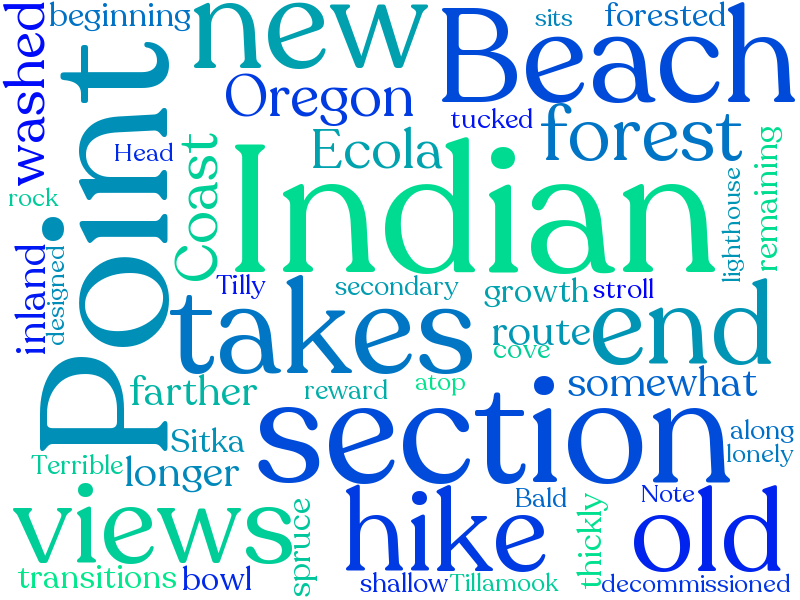 washed
beginning
new
sits
forested
Beach
Point
Oregon
tucked
forest
Head
Coast
Ecola
Indian
lighthouse
remaining
rock
inland
designed
Tilly
secondary
growth
stroll
takes
route
end
cove
farther
reward
atop
somewhat
Sitka
section
along
lonely
Terrible
longer
views
spruce
hike
Bald
thickly
Note
old
transitions
bowl
shallow
Tillamook
decommissioned